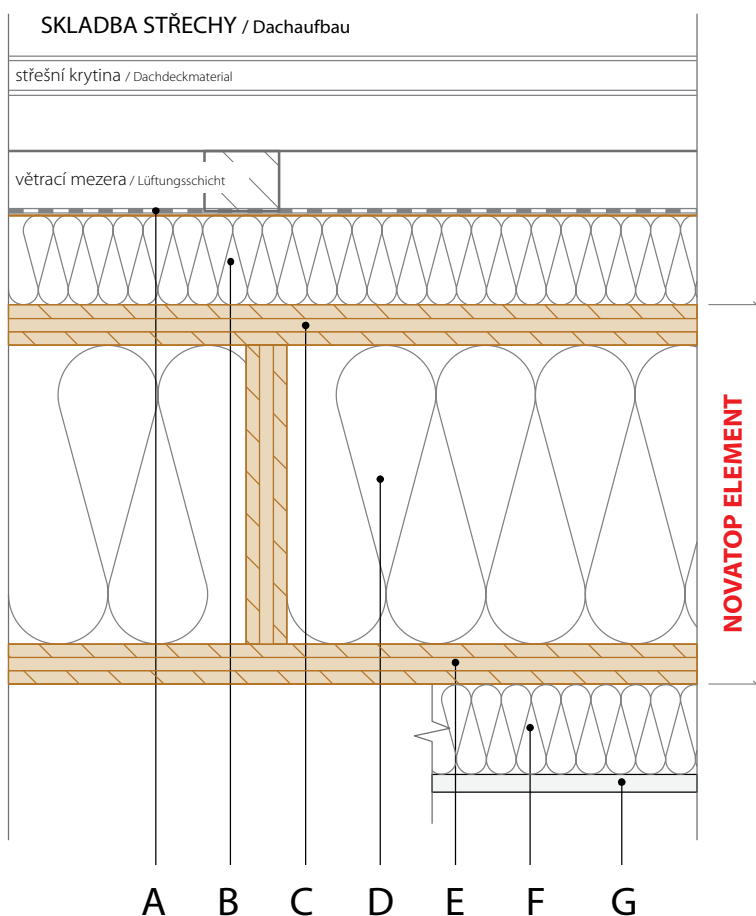 SKLADBA STŘECHY / Dachaufbau
střešní krytina / Dachdeckmaterial
větrací mezera / Lüftungsschicht
NOVATOP ELEMENT
A B C D E F G